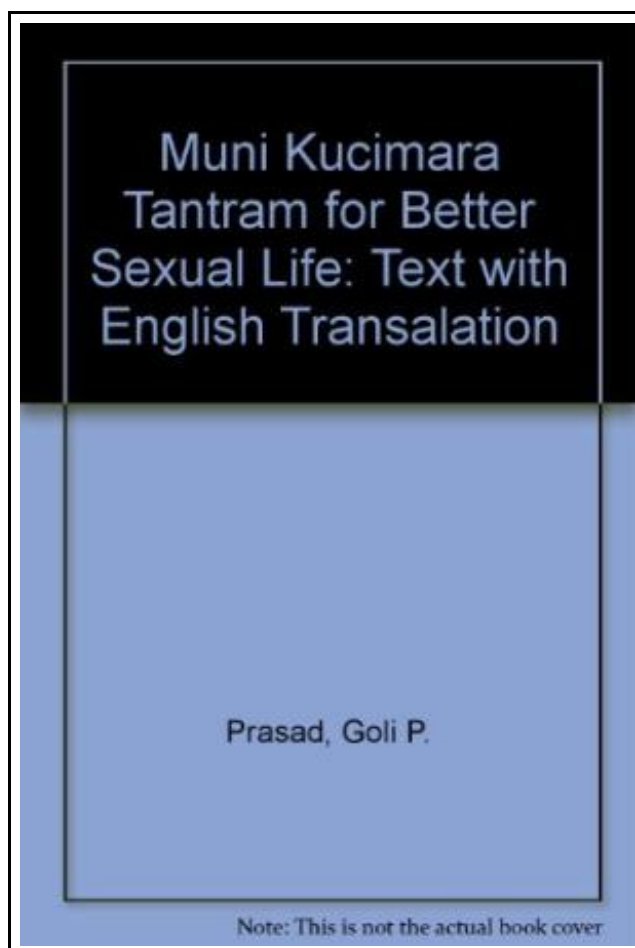 Muni Kucimara
Tantram for Better
Sexual Life: Text with
English Transalation
Prasad, Goli P.
Note: This is not the actual book cover